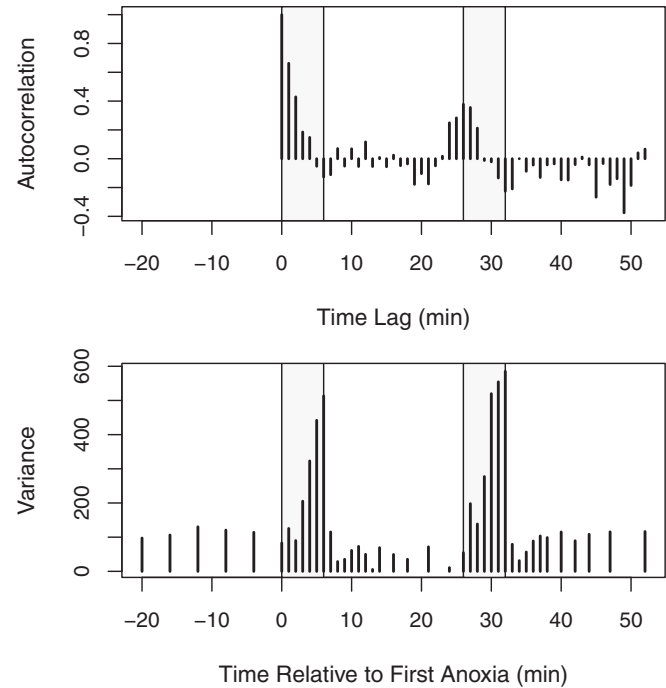 Autocorrelation
0.8
0.4
0.0
−0.4
−20 −10 0 10 20 30 40 50
Time Lag (min)
Variance
600
400
200
0
−20 −10 0 10 20 30 40 50
Time Relative to First Anoxia (min)